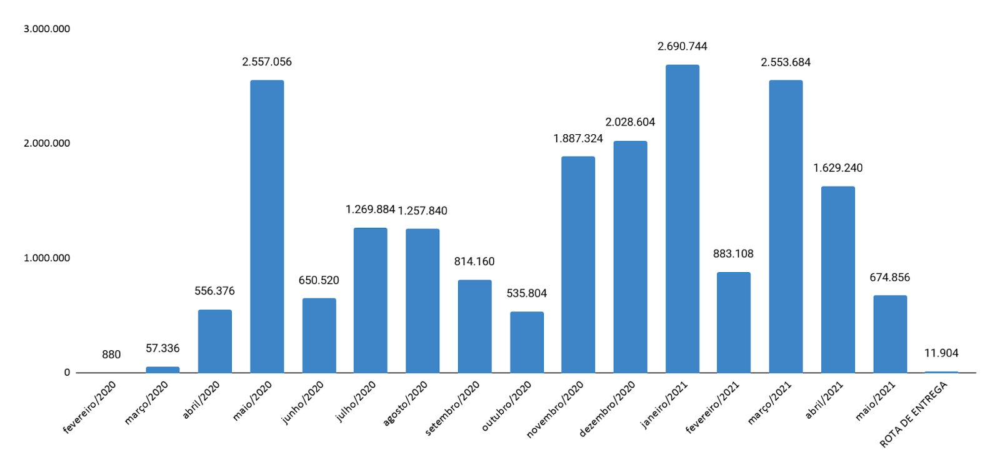 3.000.000
2.000.000
1.000.000
0
880
57.336
556.376
2.557.056
650.520
1.269.884
1.257.840
814.160
535.804
1.887.324
2.028.604
2.690.744
883.108
2.553.684
1.629.240
674.856
11.904
fevereiro/2020
março/2020
abril/2020
maio/2020
junho/2020
julho/2020
agosto/2020
setembro/2020
outubro/2020
novembro/2020
dezembro/2020
janeiro/2021
fevereiro/2021
março/2021
abril/2021
maio/2021
ROTA DE ENTREGA